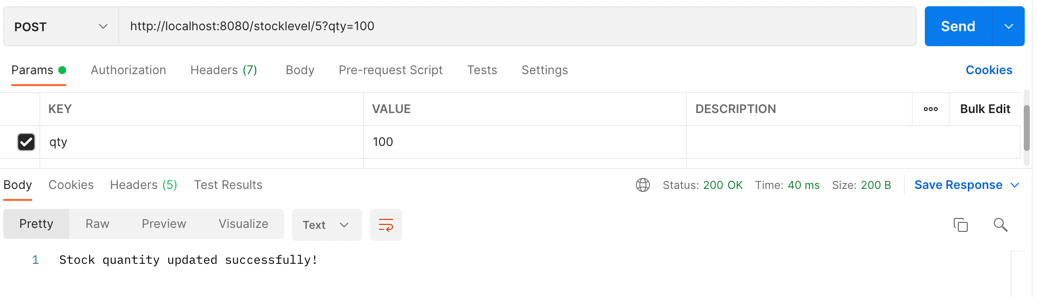 POST http://localhost:8080/stocklevel/5?qty=100 Send
Params Authorization Headers (7) Body Pre-request Script Tests Settings Cookies
KEY VALUE DESCRIPTION ooo Bulk Edit
qty 100
Body Cookies Headers (5) Test Results Status: 200 OK Time: 40 ms Size: 200 B Save Response
Pretty Raw Preview Visualize Text
1 Stock quantity updated successfully!